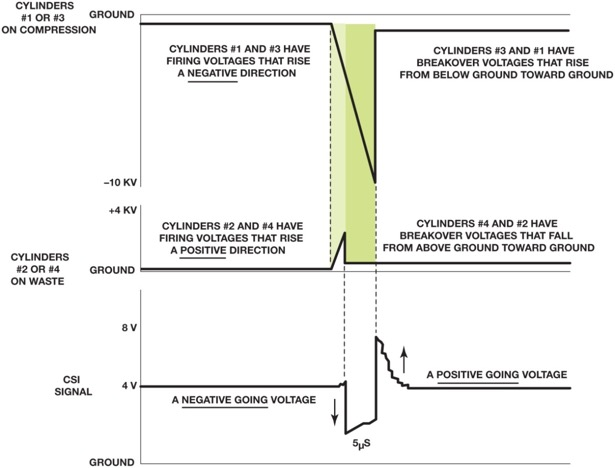 CYLINDERS
#1 OR #3
ON COMPRESSION
GROUND
CYLINDERS #1 AND #3 HAVE
FIRING VOLTAGES THAT RISE
A NEGATIVE DIRECTION
CYLINDERS #3 AND #1 HAVE
BREAKOVER VOLTAGES THAT RISE
FROM BELOW GROUND TOWARD GROUND
–10 KV
+4 KV
CYLINDERS #2 AND #4 HAVE
FIRING VOLTAGES THAT RISE
A POSITIVE DIRECTION
CYLINDERS #4 AND #2 HAVE
BREAKOVER VOLTAGES THAT FALL
FROM ABOVE GROUND TOWARD GROUND
CYLINDERS
#2 OR #4
ON WASTE
GROUND
8 V
CSI
SIGNAL
4 V
A NEGATIVE GOING VOLTAGE
A POSITIVE GOING VOLTAGE
5µS
GROUND